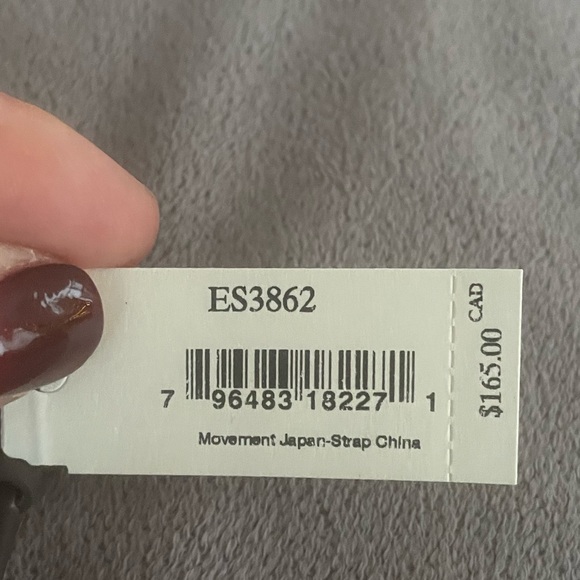 ES3862
7 96483 18227 1
Movement Japan-Strap China
$165.00 CAD